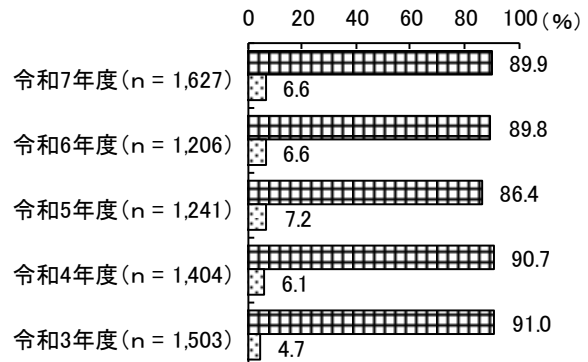 0 20 40 60 80 100(%)
令和7年度(n = 1,627) 89.9
6.6
令和6年度(n = 1,206) 89.8
6.6
令和5年度(n = 1,241) 86.4
7.2
令和4年度(n = 1,404) 90.7
6.1
令和3年度(n = 1,503) 91.0
4.7